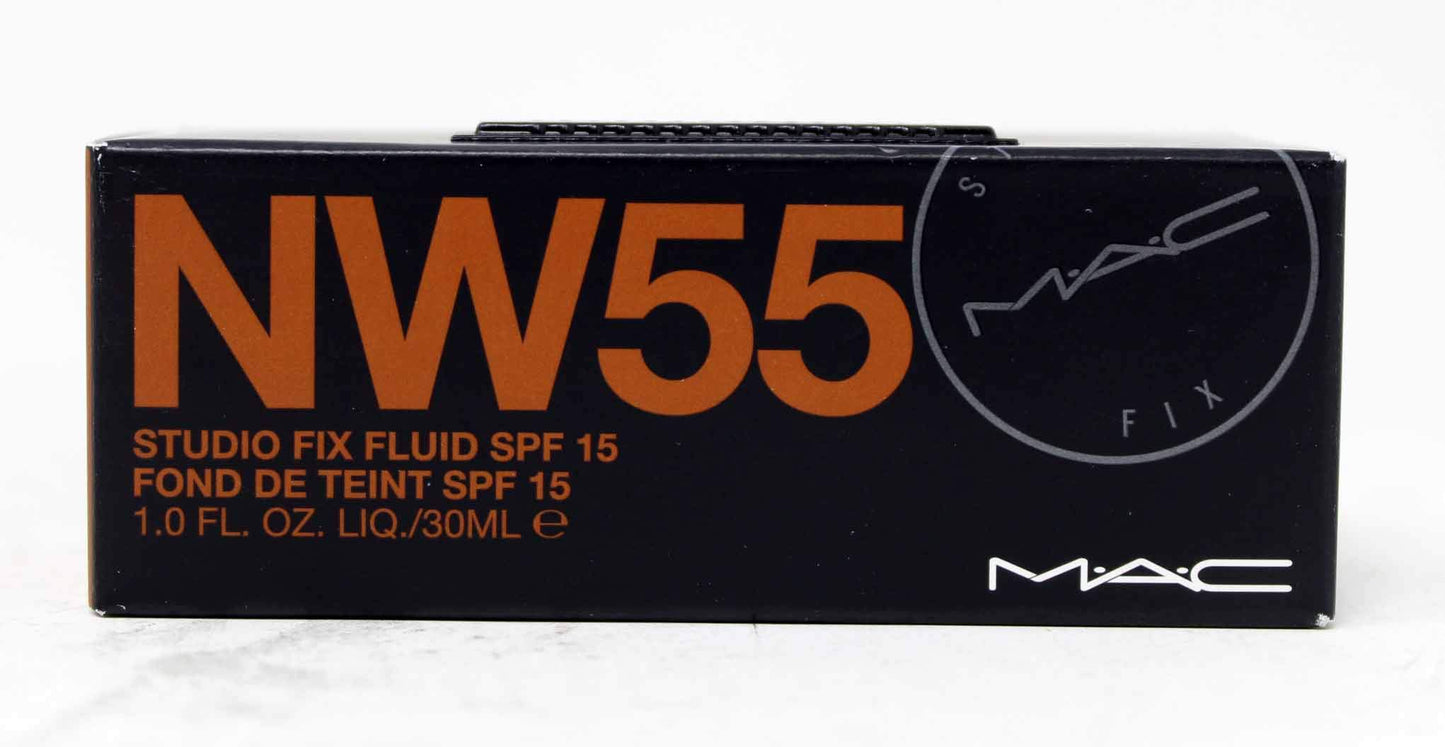 NW55
STUDIO FIX FLUID SPF 15
FOND DE TEINT SPF 15
1.0 FL. OZ. LIQ./30ML ℮
S
M·A·C
FIX
M·A·C